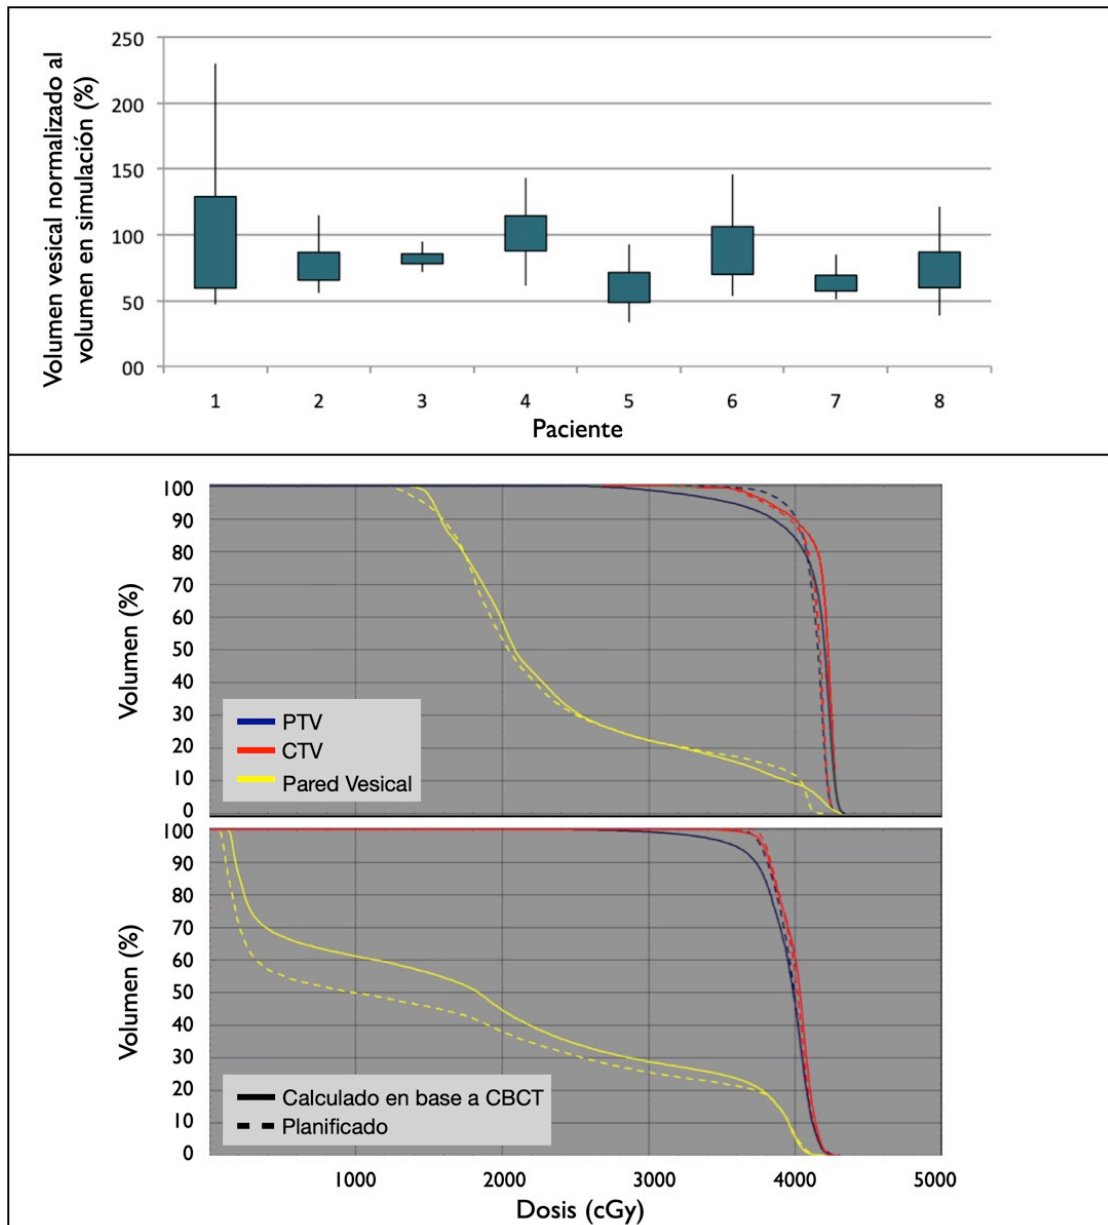 Volumen vesical normalizado al
volumen en simulación (%)
250
200
150
100
50
00
1 2 3 4 5 6 7 8
Paciente
Volumen (%)
100
90
80
70
60
50
40
30
20
10
0
PTV
CTV
Pared Vesical
Volumen (%)
100
90
80
70
60
50
40
30
20
10
0
Calculado en base a CBCT
Planificado
1000 2000 3000 4000 5000
Dosis (cGy)